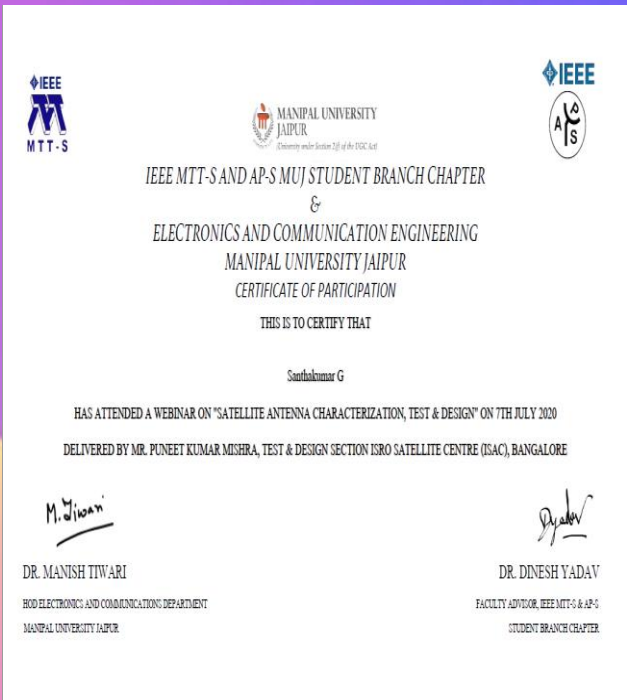 IEEE
MTT-S
MANIPAL UNIVERSITY
JAIPUR
(University under Section 2(f) of the UGC Act)
IEEE
A P S
IEEE MTT-S AND AP-S MUJ STUDENT BRANCH CHAPTER
&
ELECTRONICS AND COMMUNICATION ENGINEERING
MANIPAL UNIVERSITY JAIPUR
CERTIFICATE OF PARTICIPATION
THIS IS TO CERTIFY THAT
Santhakumar G
HAS ATTENDED A WEBINAR ON "SATELLITE ANTENNA CHARACTERIZATION, TEST & DESIGN" ON 7TH JULY 2020
DELIVERED BY MR. PUNEET KUMAR MISHRA, TEST & DESIGN SECTION ISRO SATELLITE CENTRE (ISAC), BANGALORE
M. Tiwari
DR. MANISH TIWARI
HOD ELECTRONICS AND COMMUNICATIONS DEPARTMENT
MANIPAL UNIVERSITY JAIPUR
Dyadav
DR. DINESH YADAV
FACULTY ADVISOR, IEEE MTT-S & AP-S
STUDENT BRANCH CHAPTER